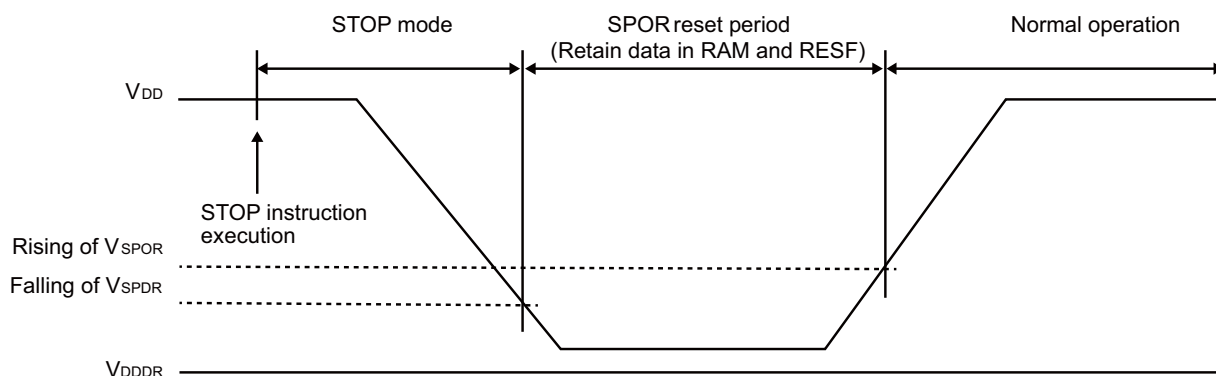 STOP mode
SPOR reset period
(Retain data in RAM and RESF)
Normal operation
VDD
STOP instruction
execution
Rising of VSPOR
Falling of VSPDR
VDDDR